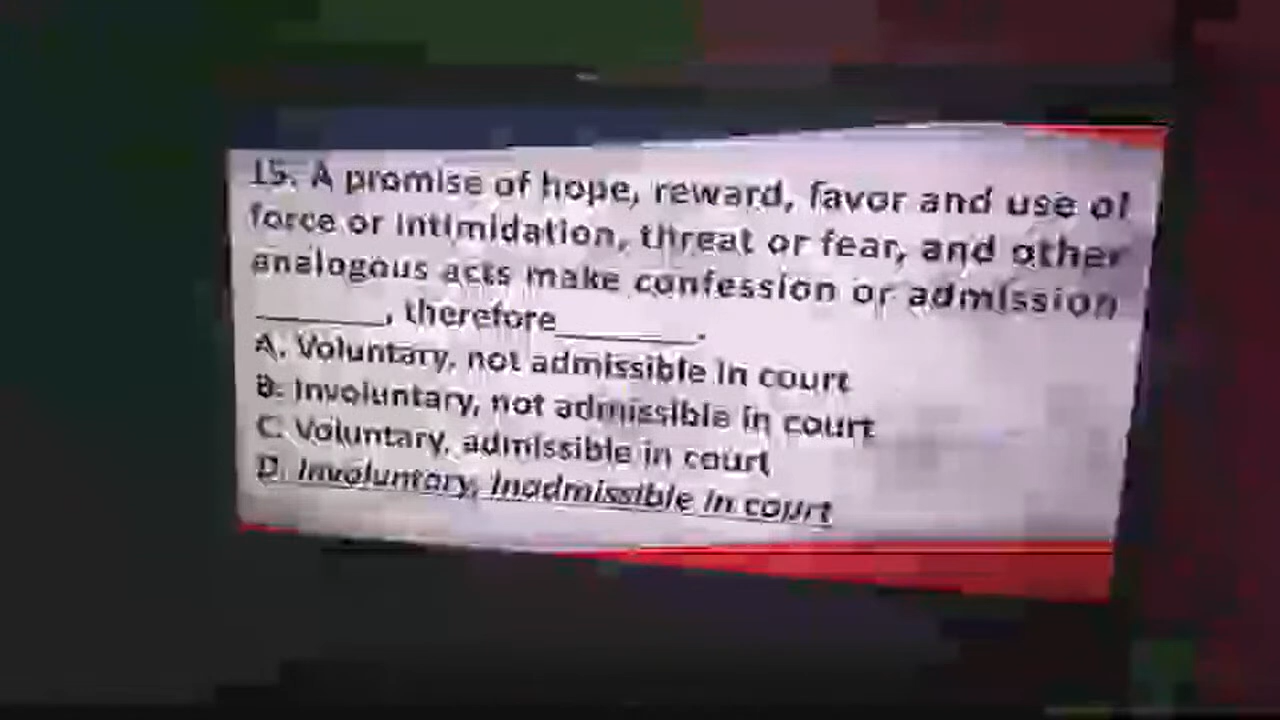 15. A promise of hope, reward, favor and use of
force or intimidation, threat or fear, and other
analogous acts make confession or admission
________, therefore_________.
A. Voluntary, not admissible in court
B. Involuntary, not admissible in court
C. Voluntary, admissible in court
D. Involuntary, Inadmissible in court